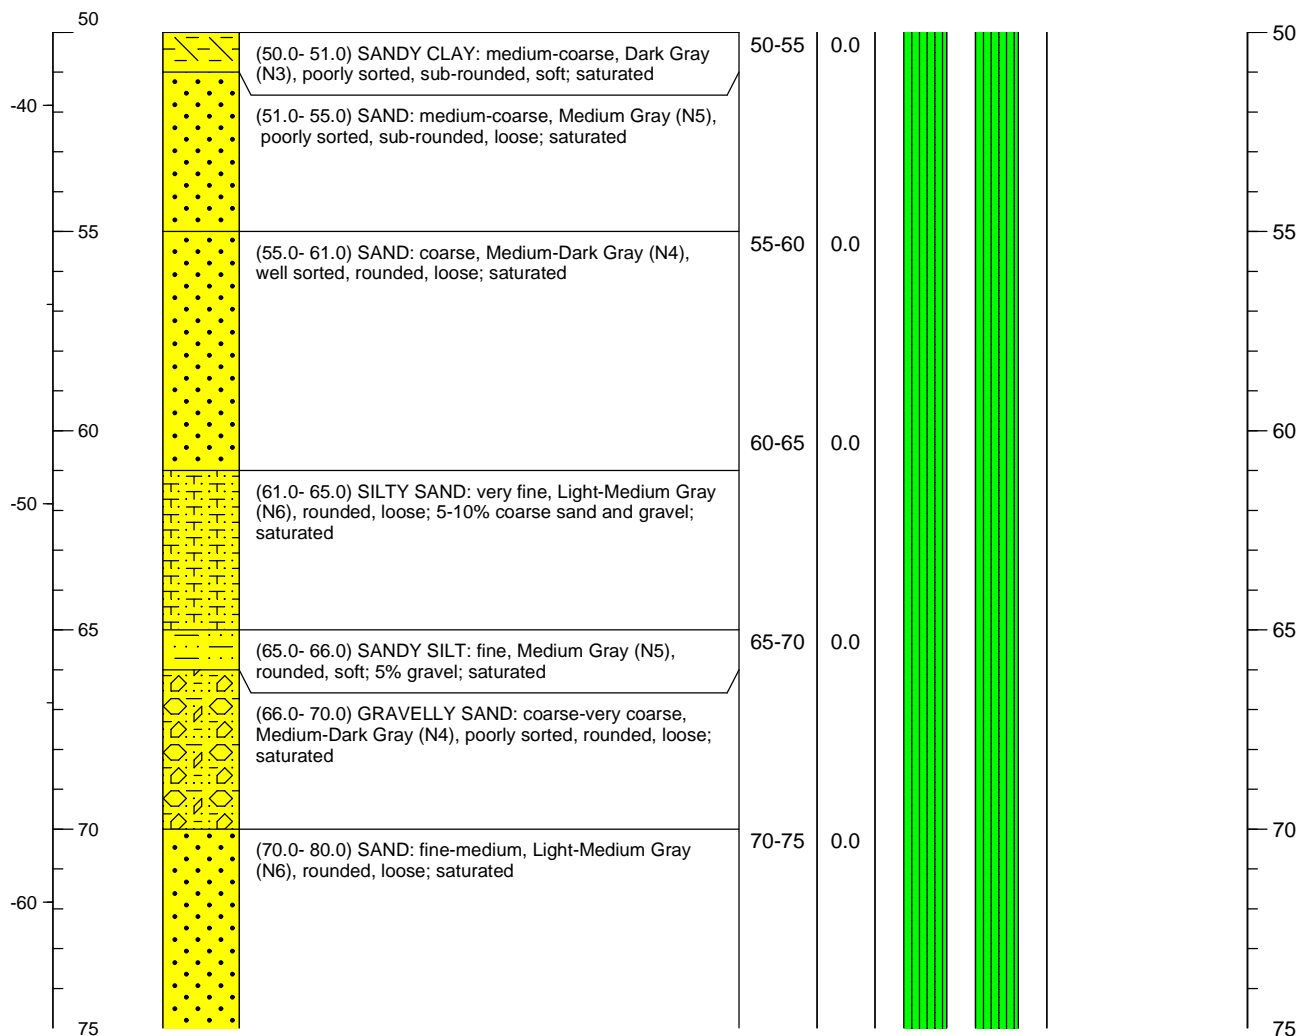 50
50
(50.0- 51.0) SANDY CLAY: medium-coarse, Dark Gray
(N3), poorly sorted, sub-rounded, soft; saturated
50-55 0.0
-40
(51.0- 55.0) SAND: medium-coarse, Medium Gray (N5),
poorly sorted, sub-rounded, loose; saturated
55
55
(55.0- 61.0) SAND: coarse, Medium-Dark Gray (N4),
well sorted, rounded, loose; saturated
55-60 0.0
60
60
60-65 0.0
-50
(61.0- 65.0) SILTY SAND: very fine, Light-Medium Gray
(N6), rounded, loose; 5-10% coarse sand and gravel;
saturated
65
65
(65.0- 66.0) SANDY SILT: fine, Medium Gray (N5),
rounded, soft; 5% gravel; saturated
65-70 0.0
(66.0- 70.0) GRAVELLY SAND: coarse-very coarse,
Medium-Dark Gray (N4), poorly sorted, rounded, loose;
saturated
70
70
(70.0- 80.0) SAND: fine-medium, Light-Medium Gray
(N6), rounded, loose; saturated
70-75 0.0
-60
75
75